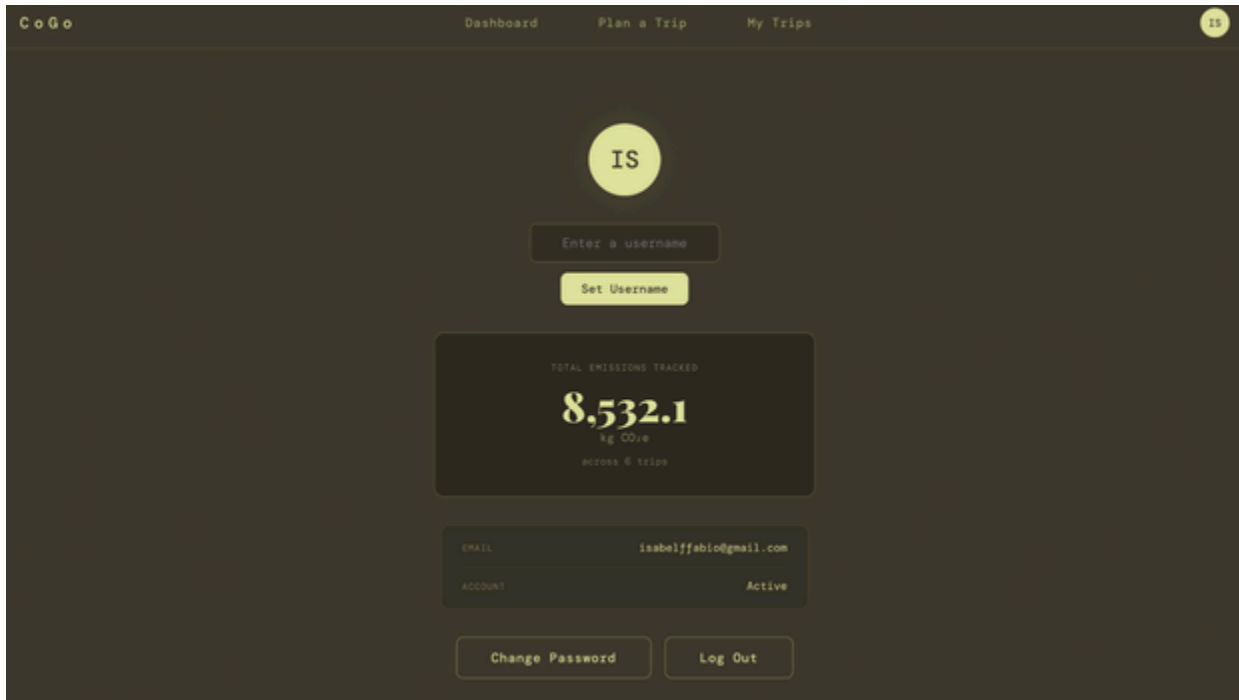 CoGo
Dashboard Plan a Trip My Trips
IS
IS
Enter a username
Set Username
TOTAL EMISSIONS TRACKED
8,532.1
kg CO₂e
across 6 trips
EMAIL isabelffabio@gmail.com
ACCOUNT Active
Change Password Log Out